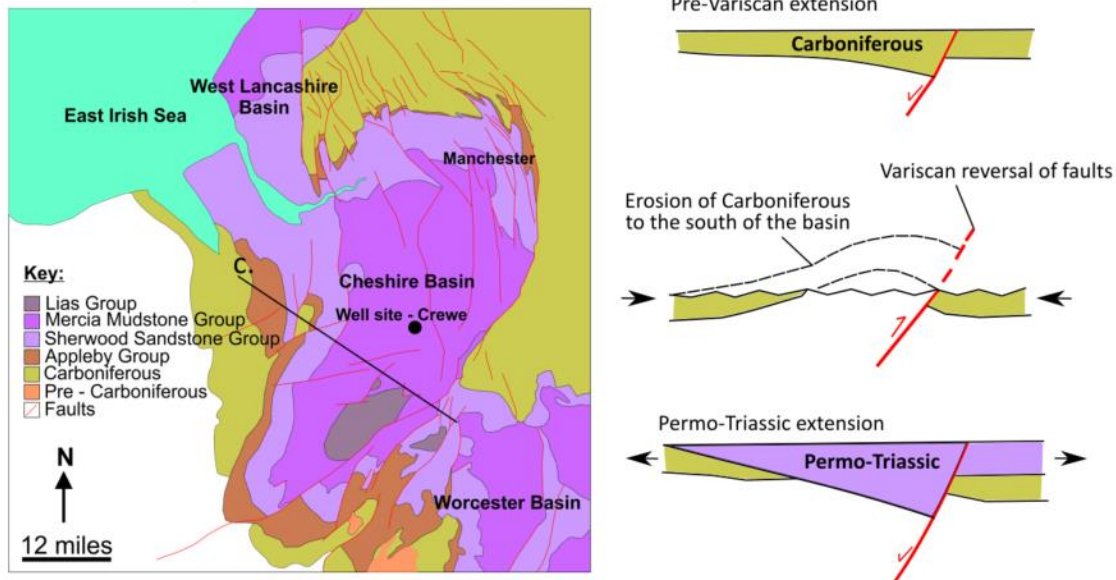 West Lancashire
Basin
East Irish Sea
Manchester
C.
Cheshire Basin
Well site - Crewe
Key:
Lias Group
Mercia Mudstone Group
Sherwood Sandstone Group
Appleby Group
Carboniferous
Pre - Carboniferous
Faults
N
12 miles
Worcester Basin
Pre-Variscan extension
Carboniferous
Variscan reversal of faults
Erosion of Carboniferous
to the south of the basin
Permo-Triassic extension
Permo-Triassic